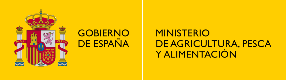 GOBIERNO
DE ESPAÑA
MINISTERIO
DE AGRICULTURA, PESCA
Y ALIMENTACIÓN